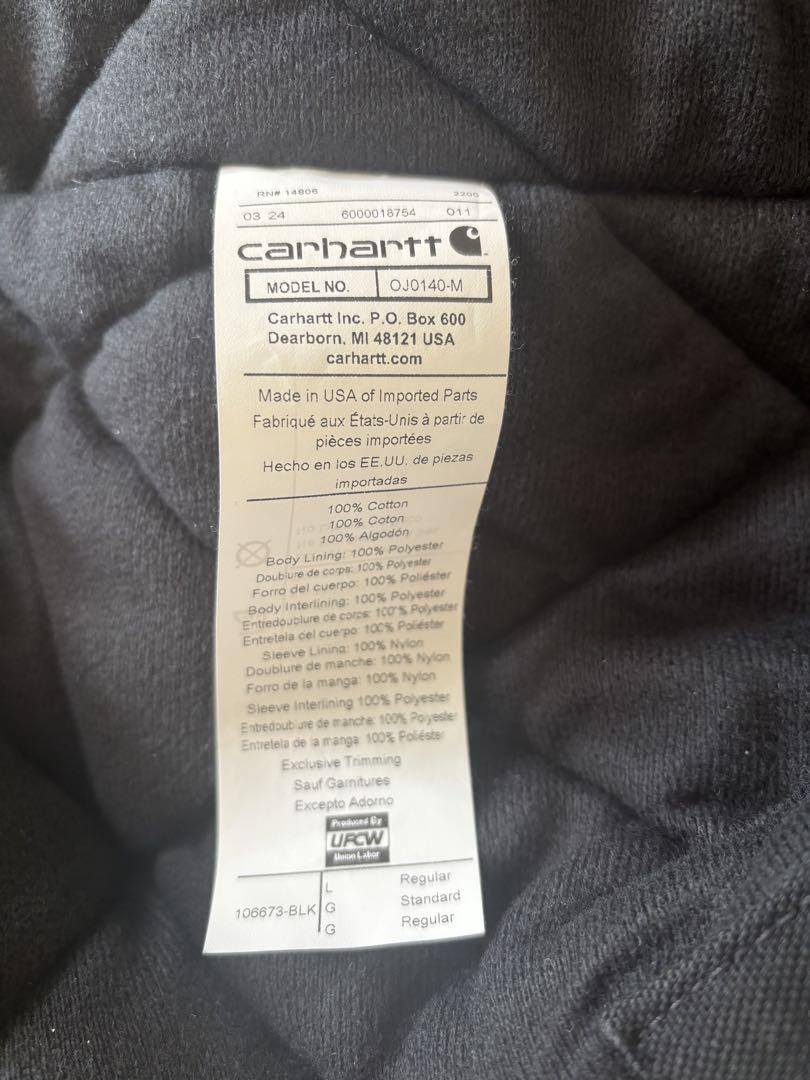 RN# 14806 2200
03 24 6000018754 011
carhartt
MODEL NO. OJ0140-M
Carhartt Inc. P.O. Box 600
Dearborn, MI 48121 USA
carhartt.com
Made in USA of Imported Parts
Fabriqué aux États-Unis à partir de
pièces importées
Hecho en los EE.UU. de piezas
importadas
100% Cotton
100% Coton
100% Algodón
Body Lining: 100% Polyester
Doublure de corps: 100% Polyester
Forro del cuerpo: 100% Poliéster
Body Interlining: 100% Polyester
Entredoublure de corps: 100% Polyester
Entretela cel cuerpo 100% Poliéster
Sleeve Lining: 100% Nylon
Doublure de manche: 100% Nylon
Forro de la manga: 100% Nylon
Sleeve Interlining 100% Polyester
Entredoublure de manche: 100% Polyester
Entretela de la manga 100% Poliéster
Exclusive Trimming
Sauf Garnitures
Excepto Adorno
Produced By
UFCW
Union Labor
106673-BLK
L Regular
G Standard
G Regular